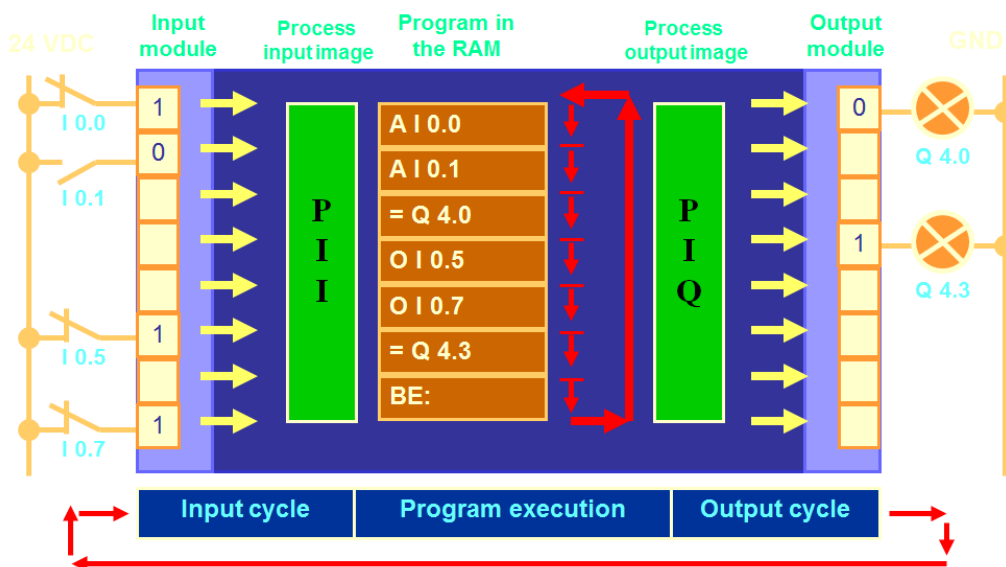 24 VDC
Input
module
Process
input image
Program in
the RAM
Process
output image
Output
module
GND
I 0.0
I 0.1
I 0.5
I 0.7
1
0
1
1
P
I
I
A I 0.0
A I 0.1
= Q 4.0
O I 0.5
O I 0.7
= Q 4.3
BE:
P
I
Q
0
1
Q 4.0
Q 4.3
Input cycle
Program execution
Output cycle